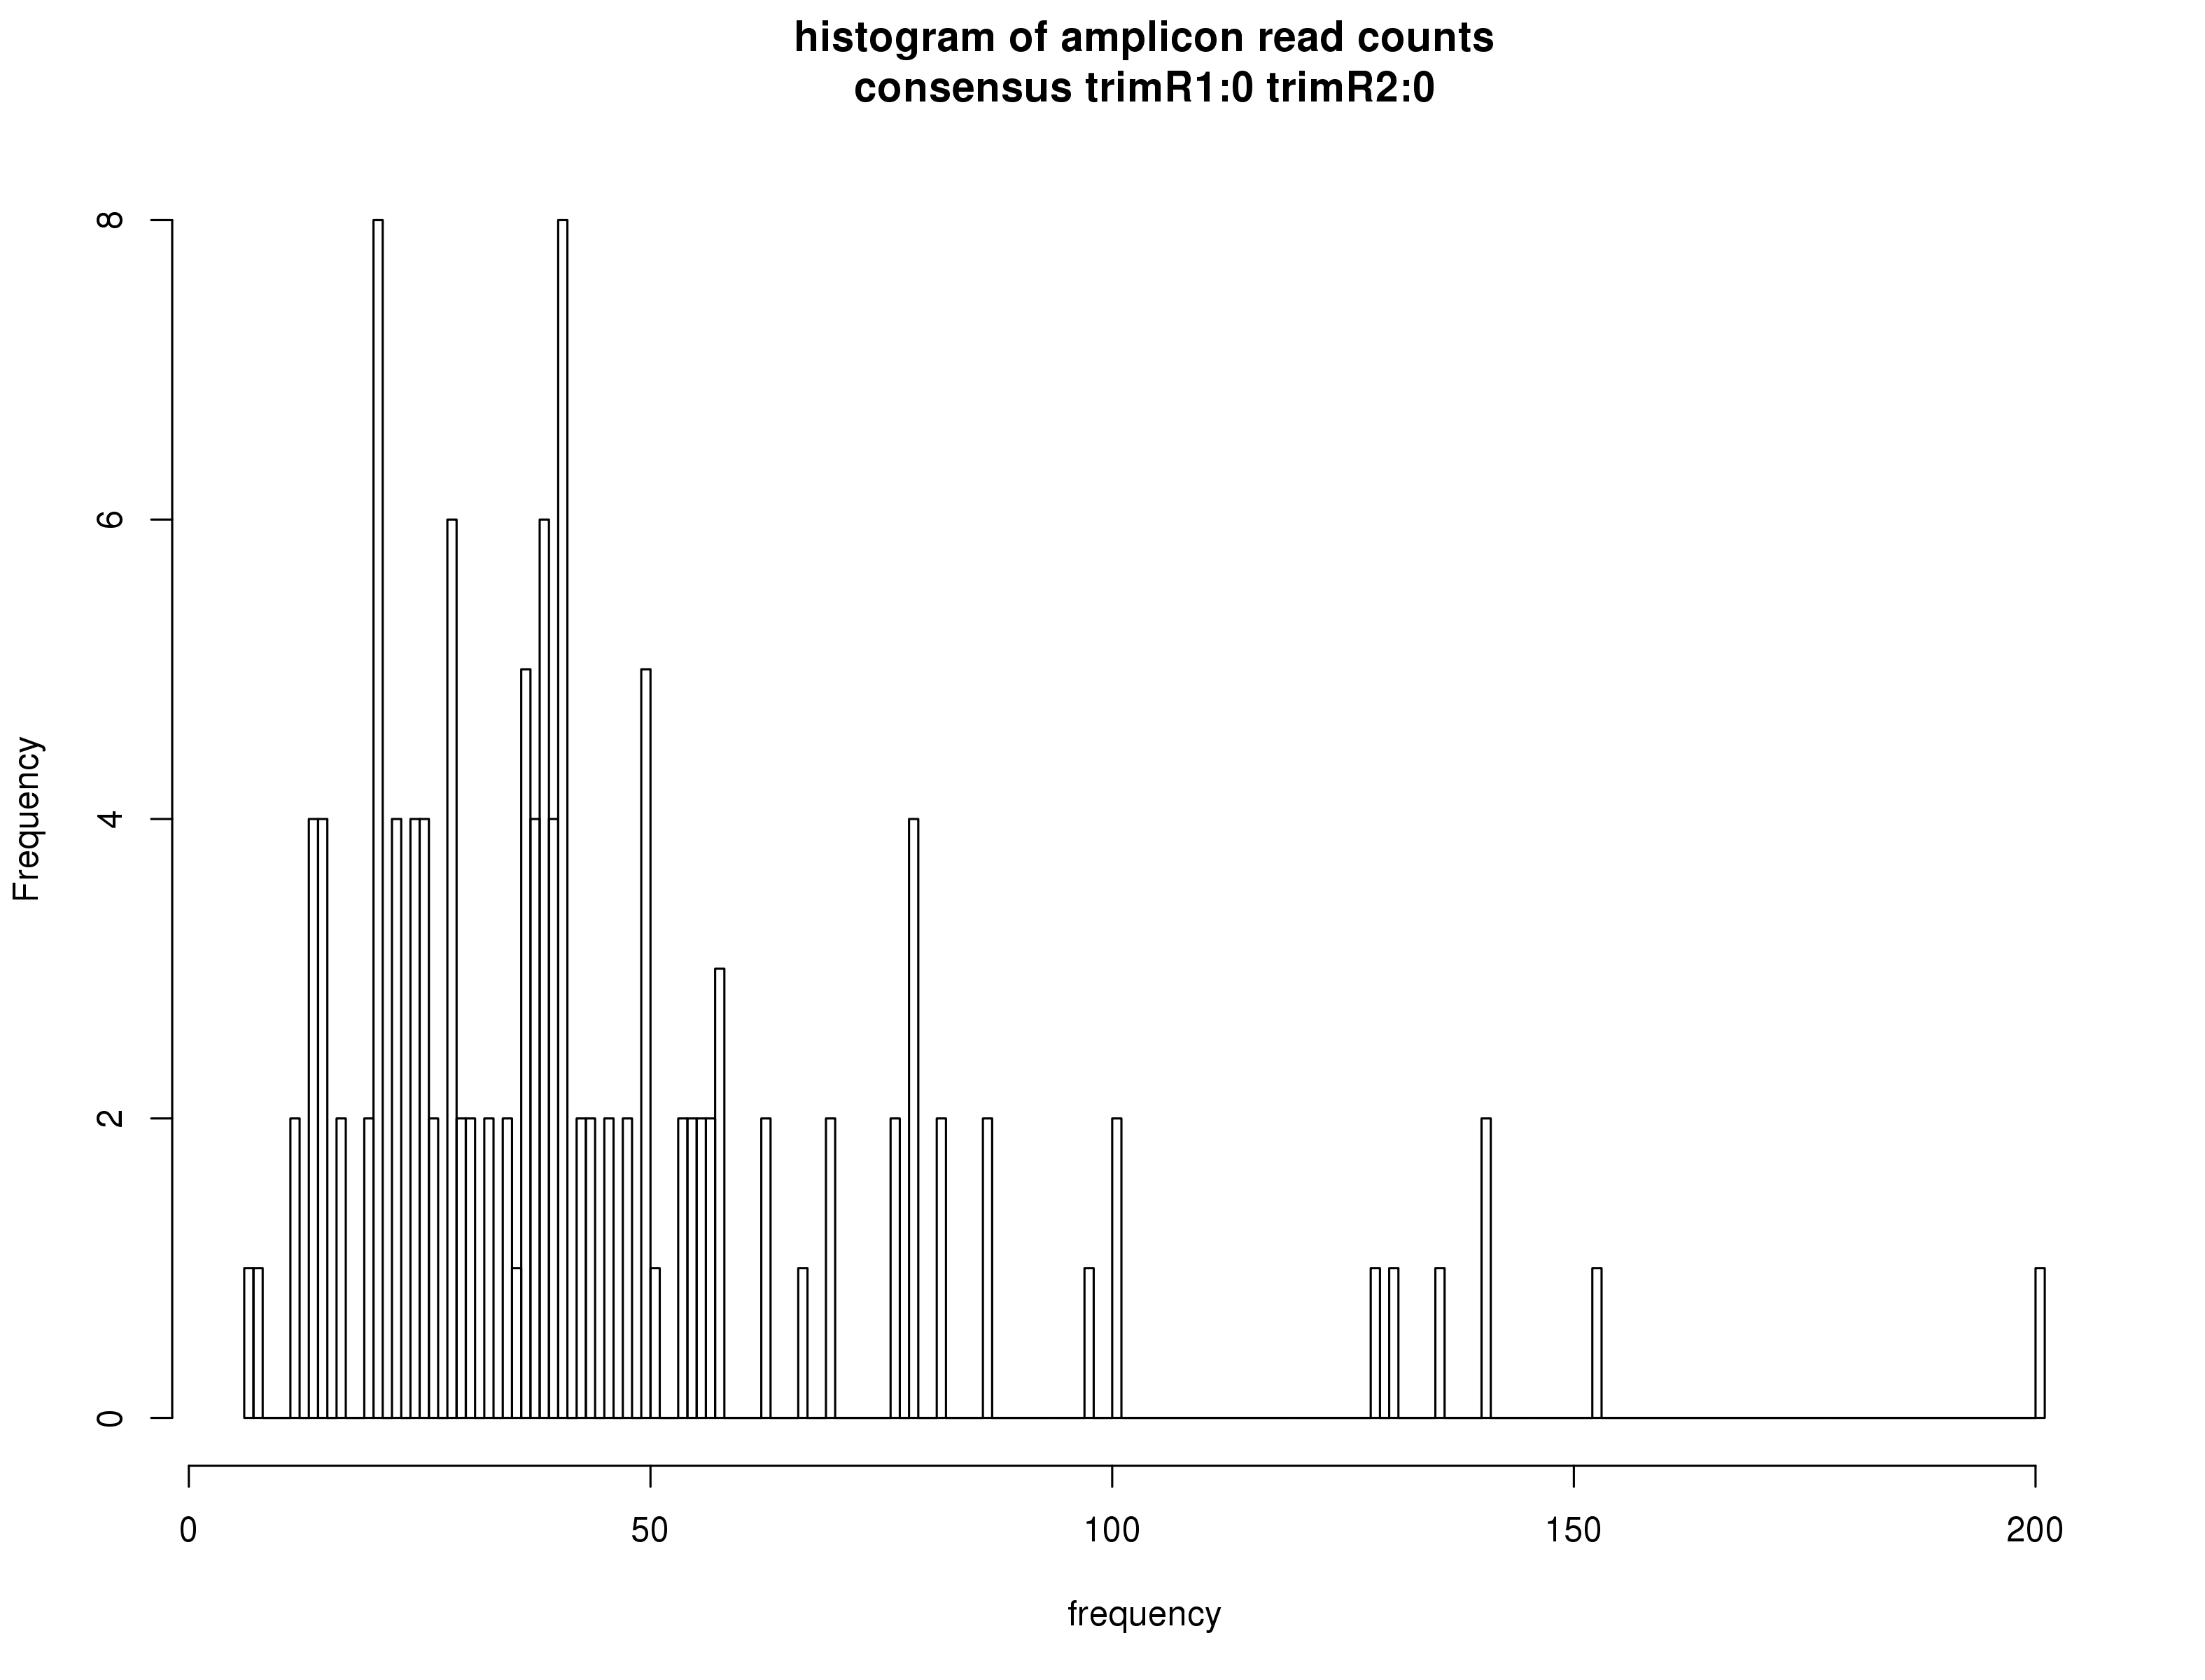 histogram of amplicon read counts
consensus trimR1:0 trimR2:0
8
6
4
2
0
Frequency
0 50 100 150 200
frequency